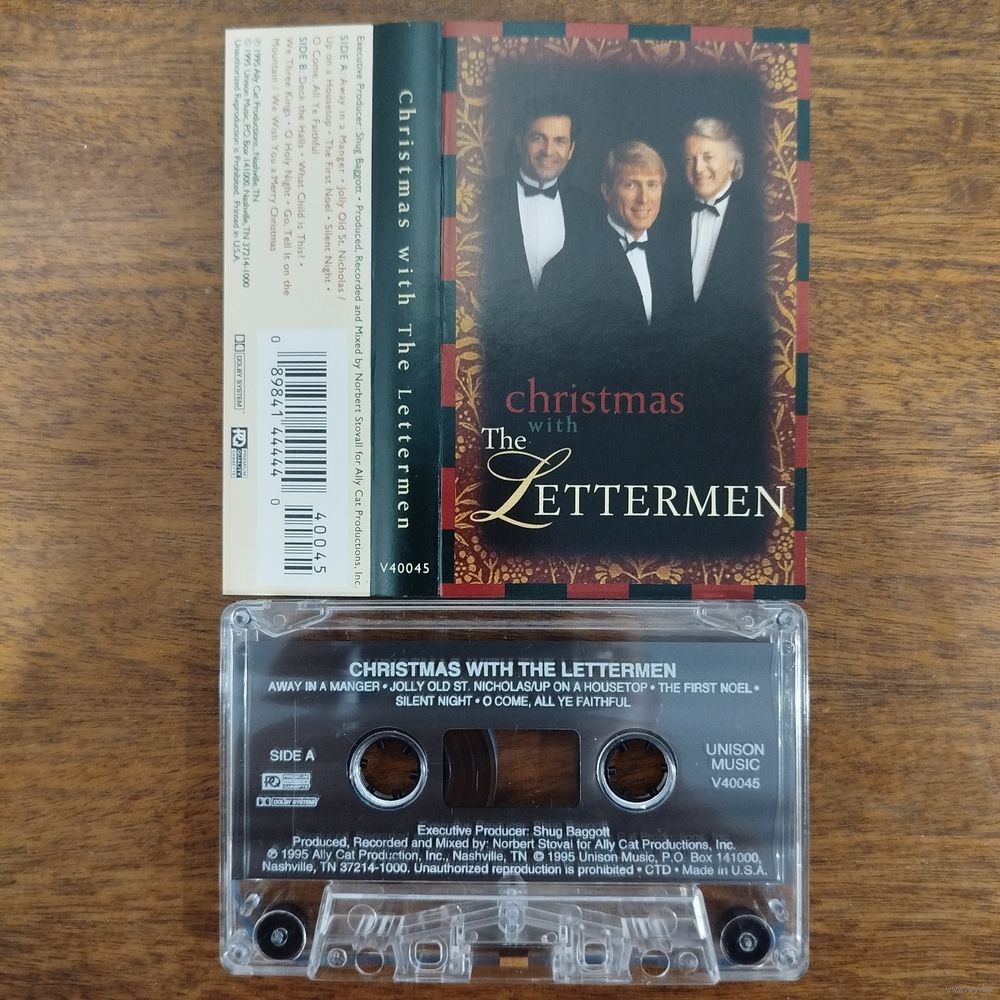 Executive Producer: Shug Baggott • Produced, Recorded and Mixed by Norbert Stovall for Ally Cat Productions, Inc.
SIDE A: Away in a Manger • Jolly Old St. Nicholas /
Up on a Housetop • The First Noel • Silent Night •
O Come, All Ye Faithful
SIDE B: Deck the Halls • What Child is This? •
We Three Kings • O Holy Night • Go, Tell It on the
Mountain / We Wish You a Merry Christmas
℗ 1995 Ally Cat Productions, Nashville, TN
© 1995 Unison Music, P.O. Box 141000, Nashville, TN 37214-1000
Unauthorized Reproduction is Prohibited. Printed in U.S.A.
DOLBY SYSTEM
PREMIUM
QUALITY
CASSETTE
0 89841 44444 0
40045
Christmas with The Lettermen
V40045
christmas
with
The
LETTERMEN
CHRISTMAS WITH THE LETTERMEN
AWAY IN A MANGER • JOLLY OLD ST. NICHOLAS/UP ON A HOUSETOP • THE FIRST NOEL •
SILENT NIGHT • O COME, ALL YE FAITHFUL
SIDE A
PREMIUM
CASSETTE
DOLBY SYSTEM
UNISON
MUSIC
V40045
Executive Producer: Shug Baggott
Produced, Recorded and Mixed by: Norbert Stoval for Ally Cat Productions, Inc.
℗ 1995 Ally Cat Production, Inc., Nashville, TN © 1995 Unison Music, P.O. Box 141000,
Nashville, TN 37214-1000. Unauthorized reproduction is prohibited • CTD • Made in U.S.A.